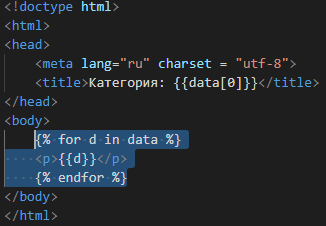 <!doctype html>
<html>
<head>
    <meta lang="ru" charset = "utf-8">
    <title>Категория: {{data[0]}}</title>
</head>
<body>
    {% for d in data %}
    <p>{{d}}</p>
    {% endfor %}
</body>
</html>